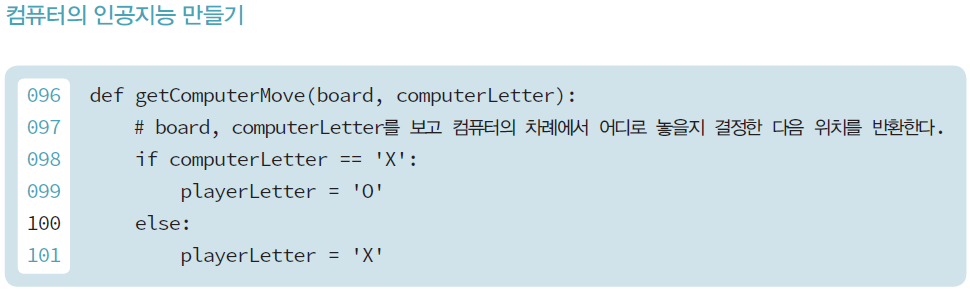 컴퓨터의 인공지능 만들기
096 def getComputerMove(board, computerLetter):
097     # board, computerLetter를 보고 컴퓨터의 차례에서 어디로 놓을지 결정한 다음 위치를 반환한다.
098     if computerLetter == 'X':
099         playerLetter = 'O'
100     else:
101         playerLetter = 'X'